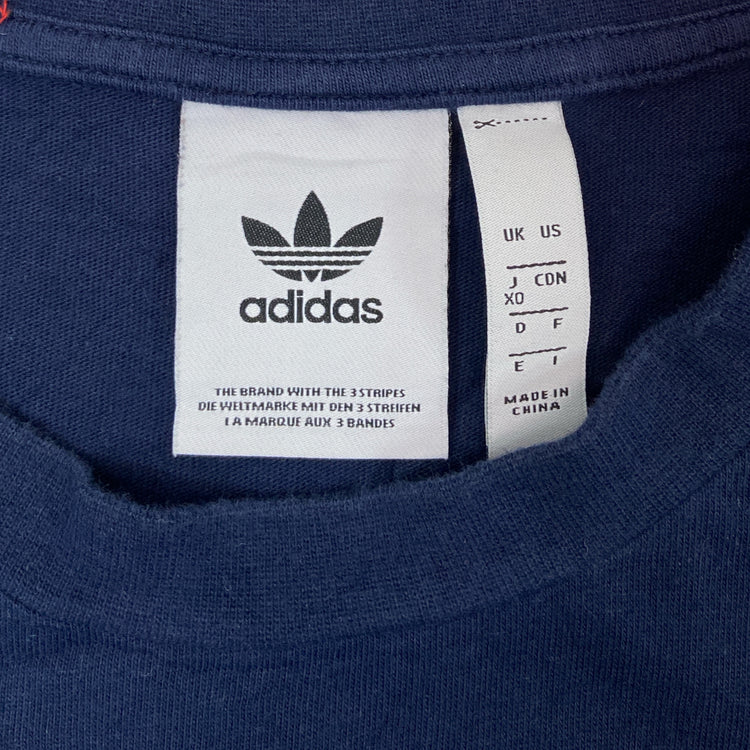 adidas
THE BRAND WITH THE 3 STRIPES
DIE WELTMARKE MIT DEN 3 STREIFEN
LA MARQUE AUX 3 BANDES
UK US
J CDN
XO
D F
E I
MADE IN
CHINA